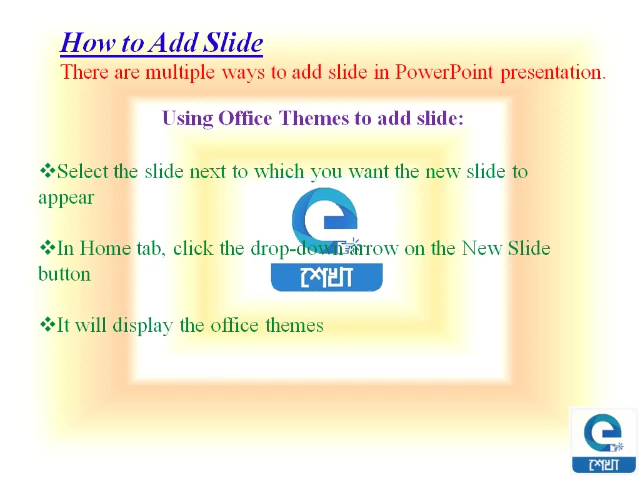 How to Add Slide
There are multiple ways to add slide in PowerPoint presentation.
Using Office Themes to add slide:
❖Select the slide next to which you want the new slide to
appear
❖In Home tab, click the drop-down arrow on the New Slide
button
❖It will display the office themes
e
শেখা
e
শেখা